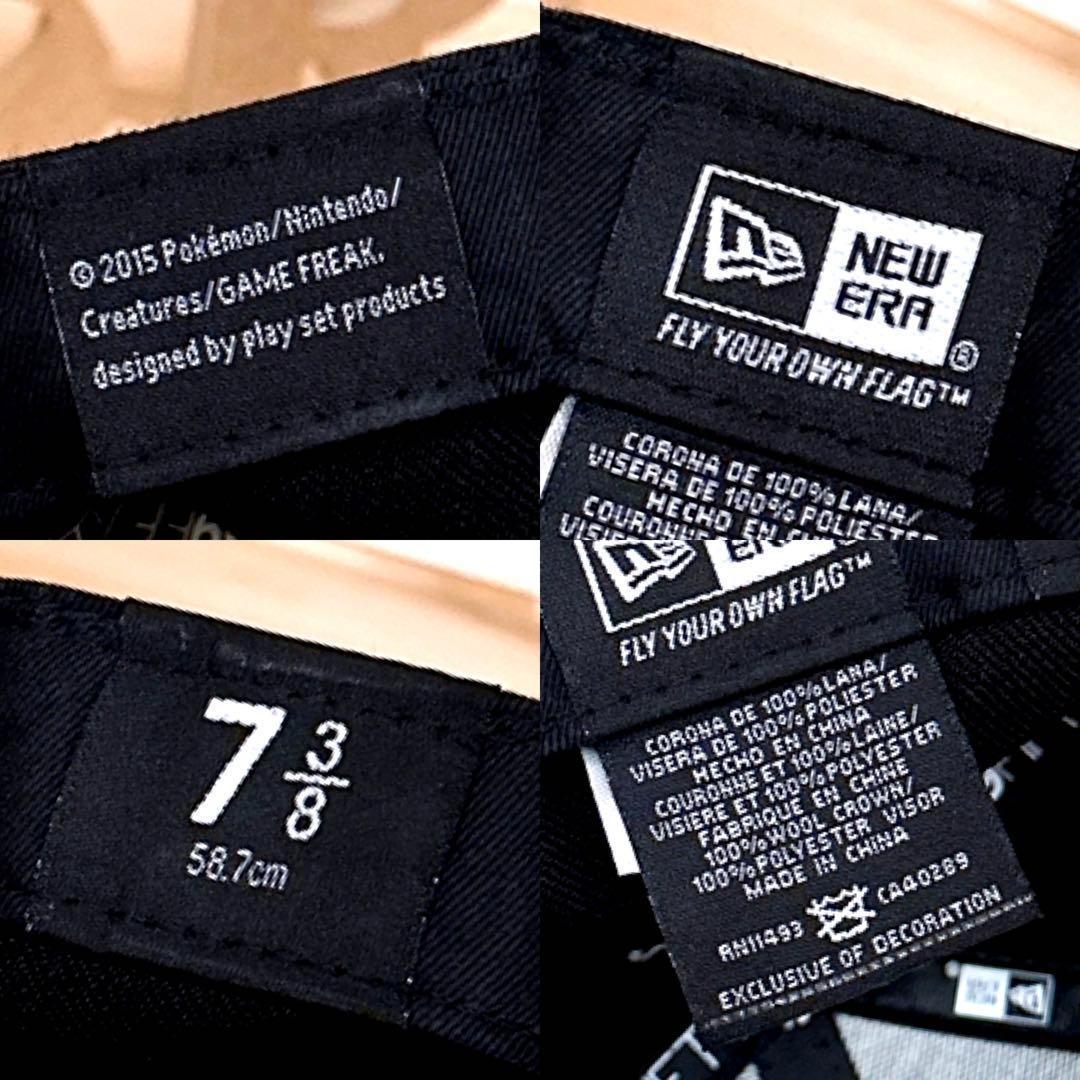 © 2015 Pokémon/Nintendo/
Creatures/GAME FREAK.
designed by play set products
NEW
ERA
®
FLY YOUR OWN FLAG™
CORONA DE 100% LANA/
VISERA DE 100% POLIESTER
HECHO EN
COURONNE
7 3/8
58.7cm
ERA
FLY YOUR OWN FLAG™
CORONA DE 100% LANA/
VISERA DE 100% POLIESTER
HECHO EN CHINA
COURONNE ET 100% LAINE/
VISIERE ET 100% POLYESTER
FABRIQUE EN CHINE
100% WOOL CROWN/
100% POLYESTER VISOR
MADE IN CHINA
RN11493 CA40289
EXCLUSIVE OF DECORATION